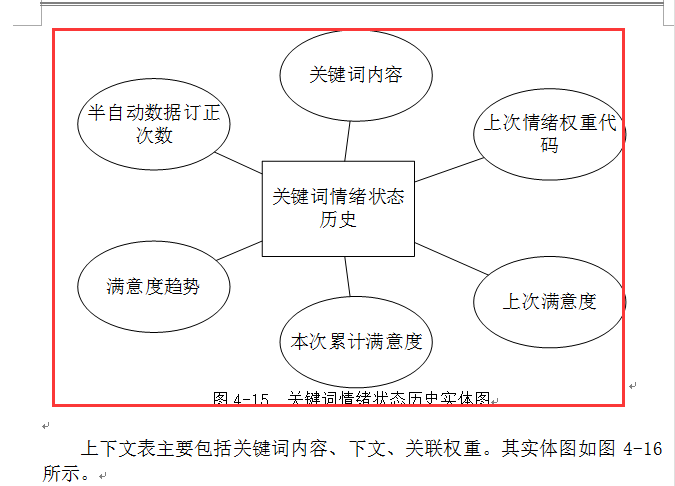 关键词内容
半自动数据订正
次数
上次情绪权重代
码
关键词情绪状态
历史
满意度趋势
上次满意度
本次累计满意度
图 4-15 关键词情绪状态历史实体图
上下文表主要包括关键词内容、下文、关联权重。其实体图如图 4-16
所示。